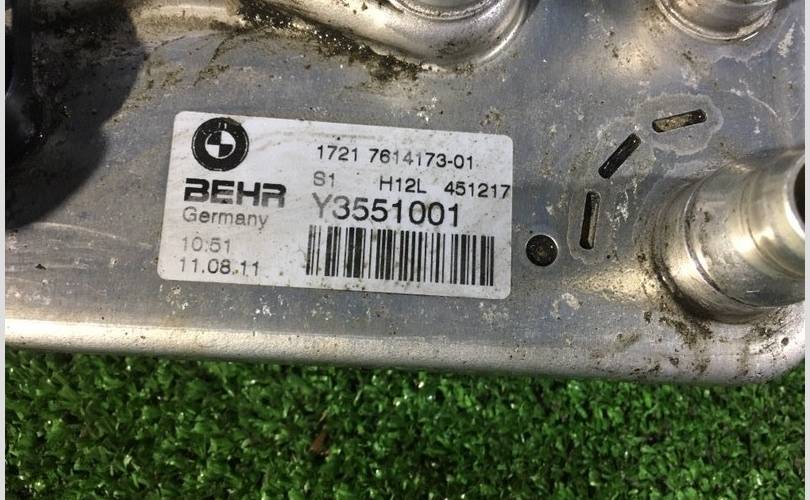 1721 7614173-01
S1 H12L 451217
BEHR
Y3551001
Germany
10:51
11.08.11